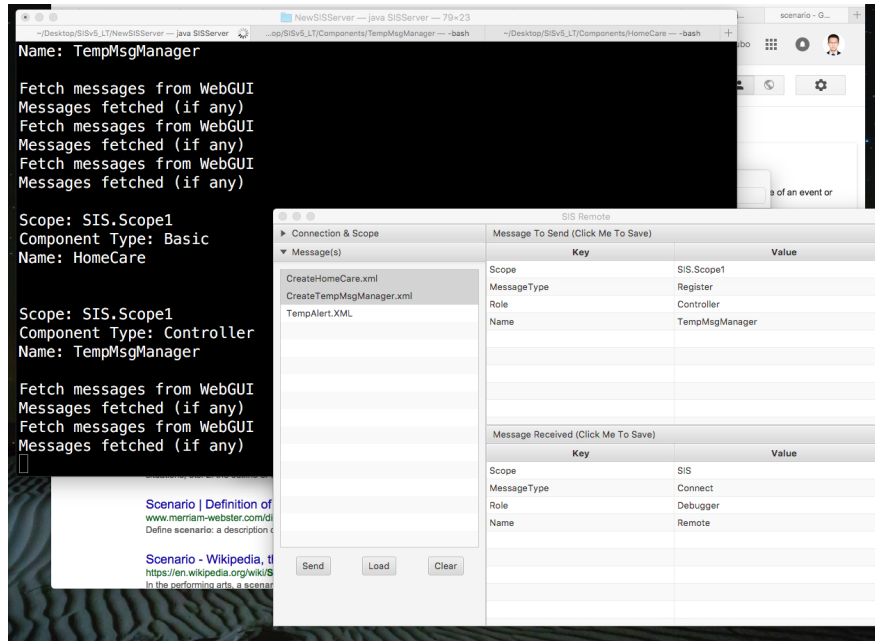 NewSISServer — java SISServer — 79×23
scenario - G...
~/Desktop/SISv5_LT/NewSISServer — java SISServer
...op/SISv5_LT/Components/TempMsgManager — -bash
~/Desktop/SISv5_LT/Components/HomeCare — -bash
Name: TempMsgManager
Fetch messages from WebGUI
Messages fetched (if any)
Fetch messages from WebGUI
Messages fetched (if any)
Fetch messages from WebGUI
Messages fetched (if any)
e of an event or
Scope: SIS.Scope1
Component Type: Basic
Name: HomeCare
Scope: SIS.Scope1
Component Type: Controller
Name: TempMsgManager
Fetch messages from WebGUI
Messages fetched (if any)
Fetch messages from WebGUI
Messages fetched (if any)
SIS Remote
Connection & Scope
Message(s)
CreateHomeCare.xml
CreateTempMsgManager.xml
TempAlert.XML
Send Load Clear
Message To Send (Click Me To Save)
Key Value
Scope SIS.Scope1
MessageType Register
Role Controller
Name TempMsgManager
Message Received (Click Me To Save)
Key Value
Scope SIS
MessageType Connect
Role Debugger
Name Remote
Scenario | Definition of
www.merriam-webster.com/di
Define scenario: a description
Scenario - Wikipedia, t
https://en.wikipedia.org/wiki/S
In the performing arts, a scenar